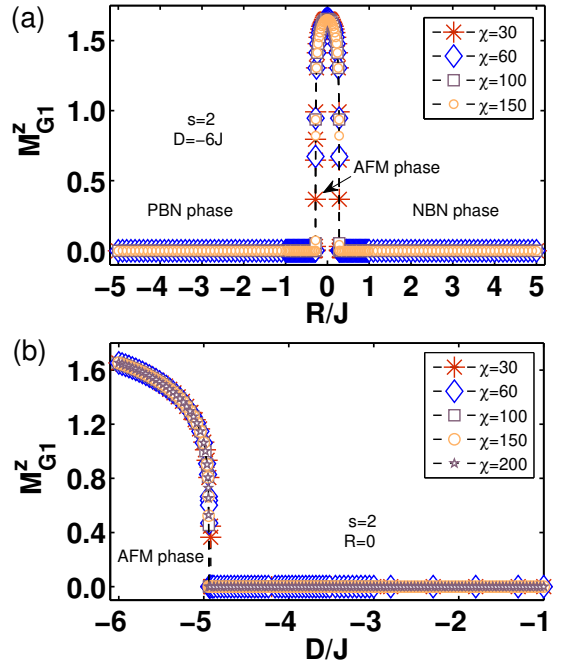 (a)
1.5
1.0
0.5
0.0
M^z_G1
χ=30
χ=60
χ=100
χ=150
s=2
D=−6J
AFM phase
PBN phase
NBN phase
−5 −4 −3 −2 −1 0 1 2 3 4 5
R/J
(b)
1.6
1.2
0.8
0.4
0.0
M^z_G1
χ=30
χ=60
χ=100
χ=150
χ=200
s=2
R=0
AFM phase
−6 −5 −4 −3 −2 −1
D/J